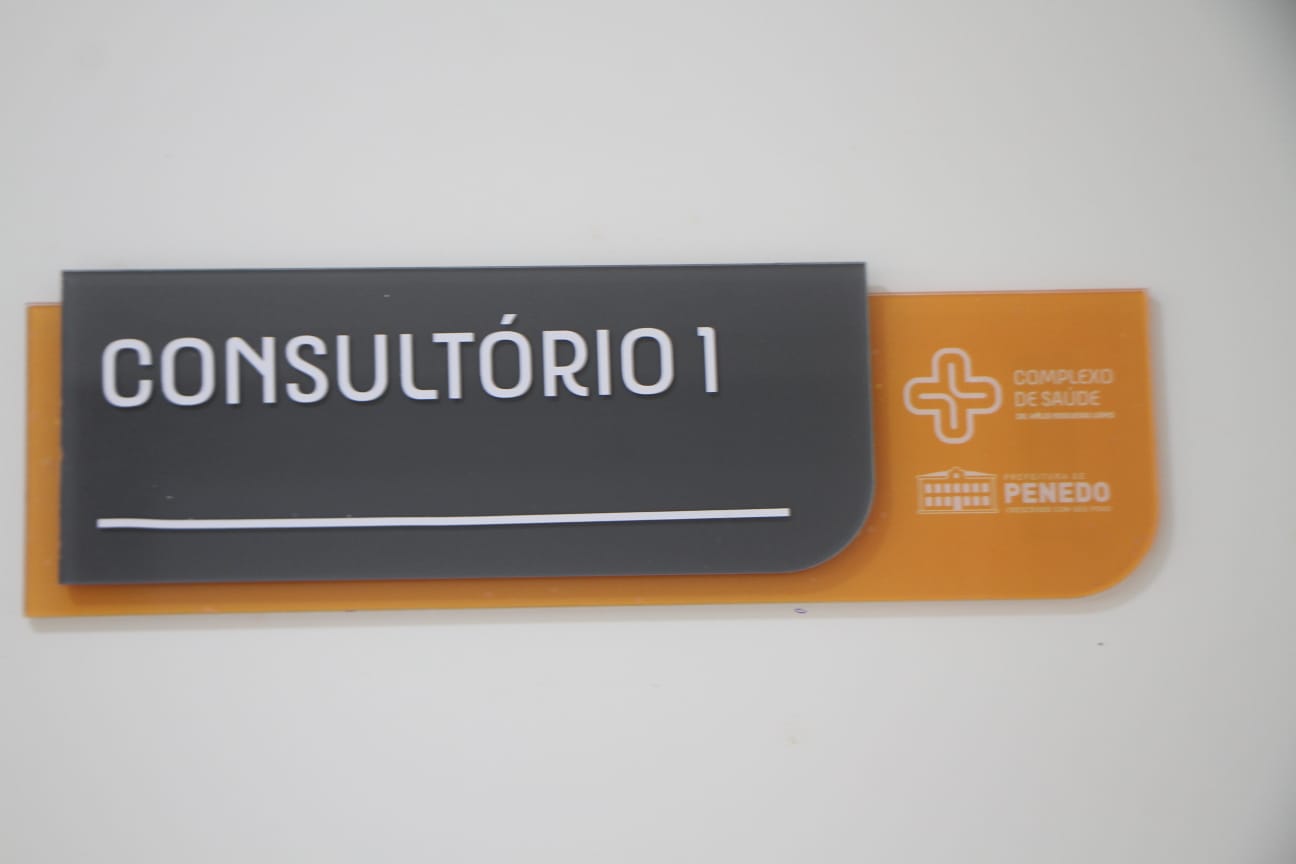 CONSULTÓRIO 1
COMPLEXO
DE SAÚDE
PREFEITURA DE
PENEDO